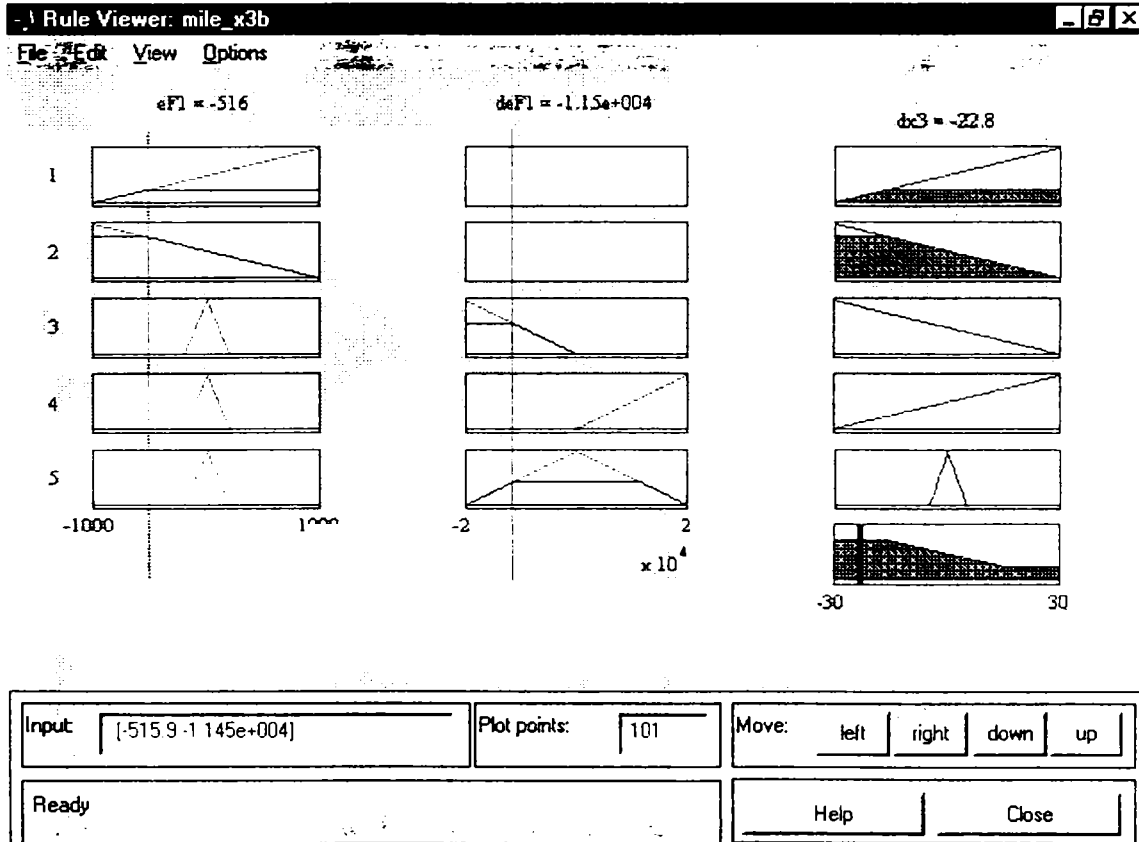 Rule Viewer: mile_x3b
File Edit View Options
eF1 = -516
deF1 = -1.15e+004
dx3 = -22.8
1
2
3
4
5
-1000
-2 2
x 10^4
-30 30
Input: [-515.9 -1 145e+004]
Plot points: 101
Move: left right down up
Ready
Help Close